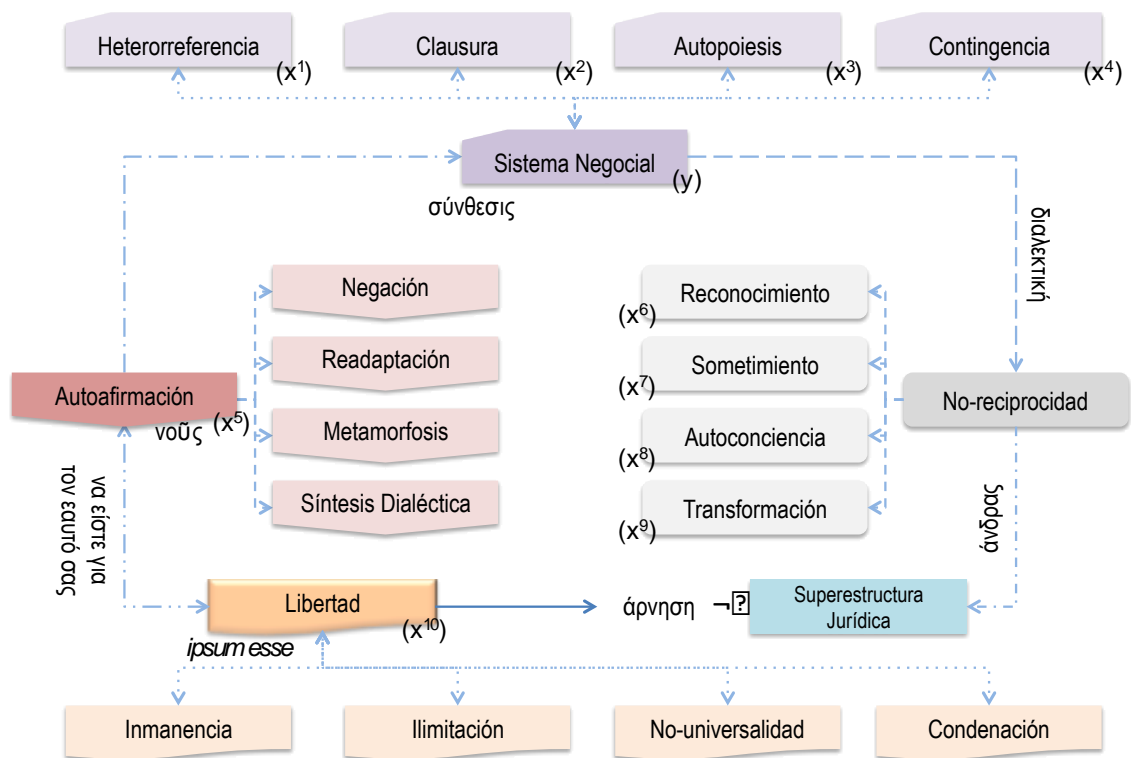 Heterorreferencia
(x¹)
Clausura
(x²)
Autopoiesis
(x³)
Contingencia
(x⁴)
Sistema Negocial
(y)
σύνθεσις
διαλεκτική
Negación
Readaptación
Metamorfosis
Síntesis Dialéctica
Reconocimiento
(x⁶)
Sometimiento
(x⁷)
Autoconciencia
(x⁸)
Transformación
(x⁹)
Autoafirmación
(x⁵)
νοῦς
No-reciprocidad
να είστε για
τον εαυτό σας
άνδρας
Libertad
(x¹⁰)
ipsum esse
άρνηση ¬
Superestructura
Jurídica
Inmanencia
Ilimitación
No-universalidad
Condenación